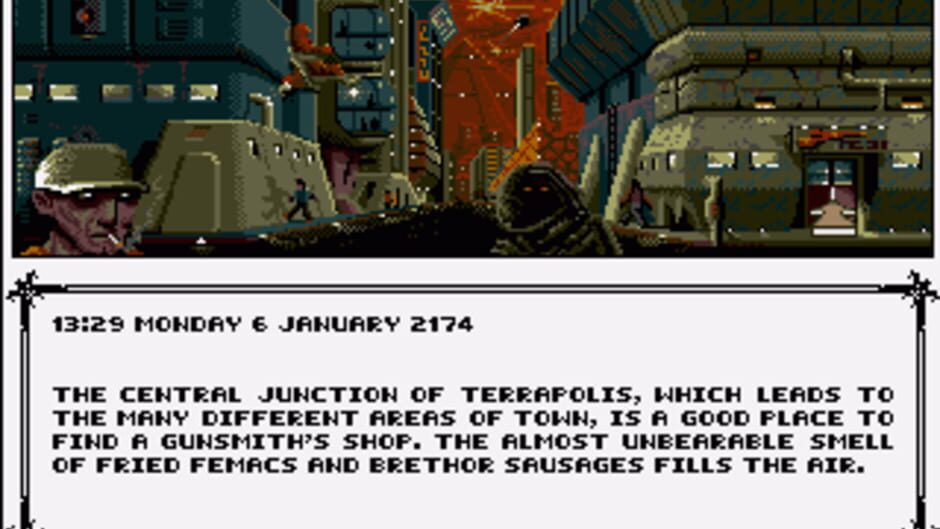 13:29 MONDAY 6 JANUARY 2174
THE CENTRAL JUNCTION OF TERRAPOLIS, WHICH LEADS TO
THE MANY DIFFERENT AREAS OF TOWN, IS A GOOD PLACE TO
FIND A GUNSMITH'S SHOP. THE ALMOST UNBEARABLE SMELL
OF FRIED FEMACS AND BRETHOR SAUSAGES FILLS THE AIR.